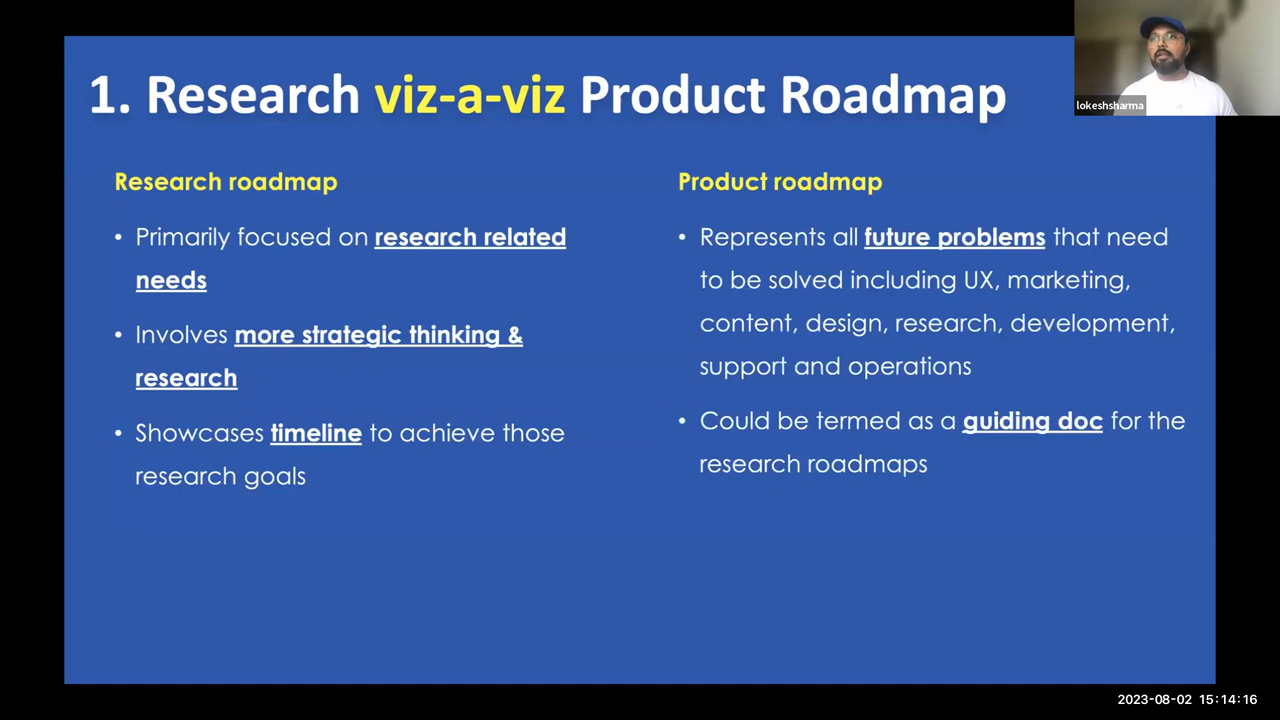 1. Research viz-a-viz Product Roadmap
lokeshsharma
Research roadmap
• Primarily focused on research related
needs
• Involves more strategic thinking &
research
• Showcases timeline to achieve those
research goals
Product roadmap
• Represents all future problems that need
to be solved including UX, marketing,
content, design, research, development,
support and operations
• Could be termed as a guiding doc for the
research roadmaps
2023-08-02 15:14:16